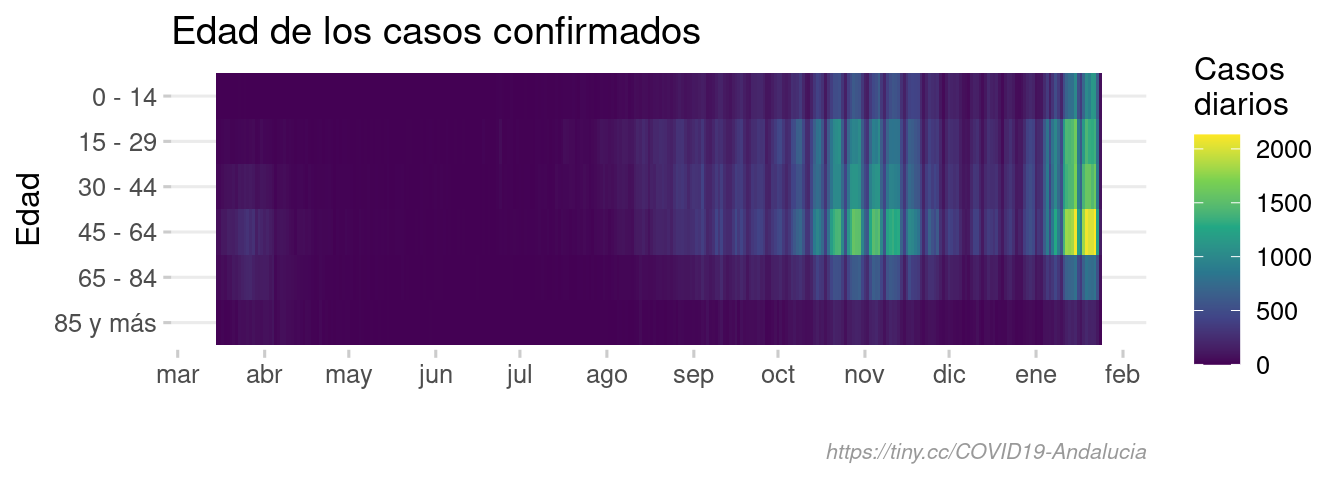 Edad de los casos confirmados
Edad
0 - 14
15 - 29
30 - 44
45 - 64
65 - 84
85 y más
mar abr may jun jul ago sep oct nov dic ene feb
Casos
diarios
2000
1500
1000
500
0
https://tiny.cc/COVID19-Andalucia